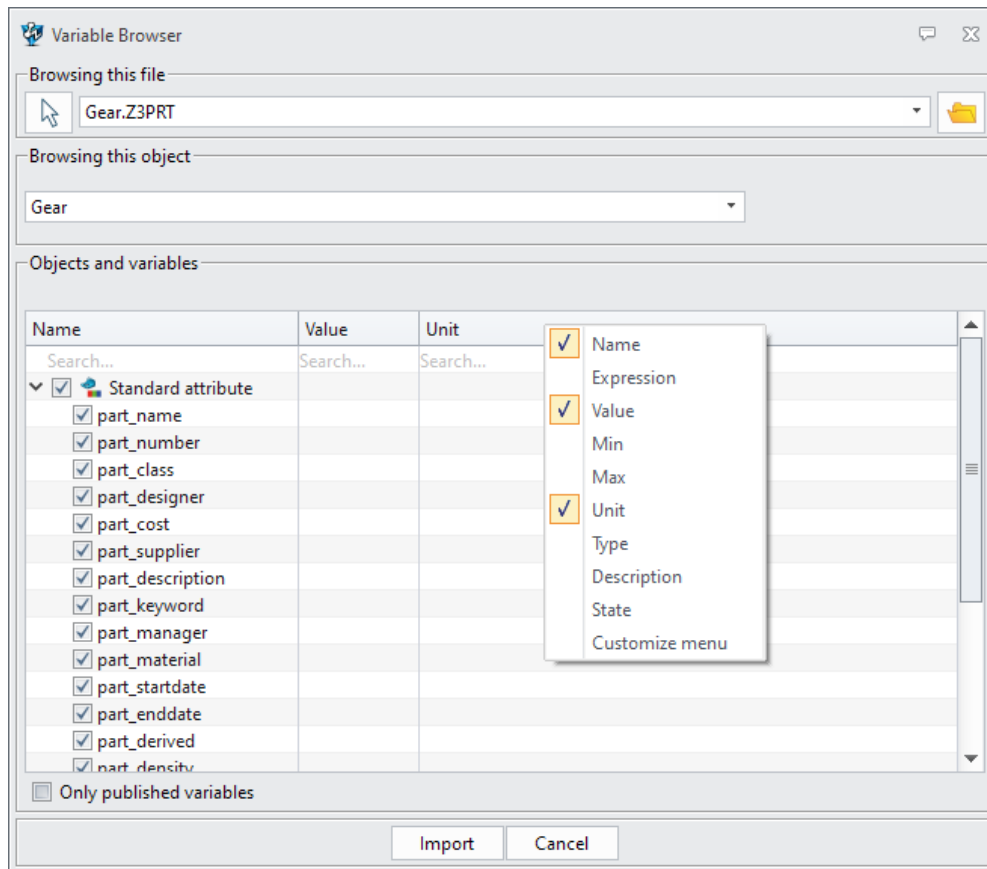 Variable Browser
Browsing this file
Gear.Z3PRT
Browsing this object
Gear
Objects and variables
Name Value Unit
Search... Search... Search...
Standard attribute
part_name
part_number
part_class
part_designer
part_cost
part_supplier
part_description
part_keyword
part_manager
part_material
part_startdate
part_enddate
part_derived
part_density
Name
Expression
Value
Min
Max
Unit
Type
Description
State
Customize menu
Only published variables
Import Cancel